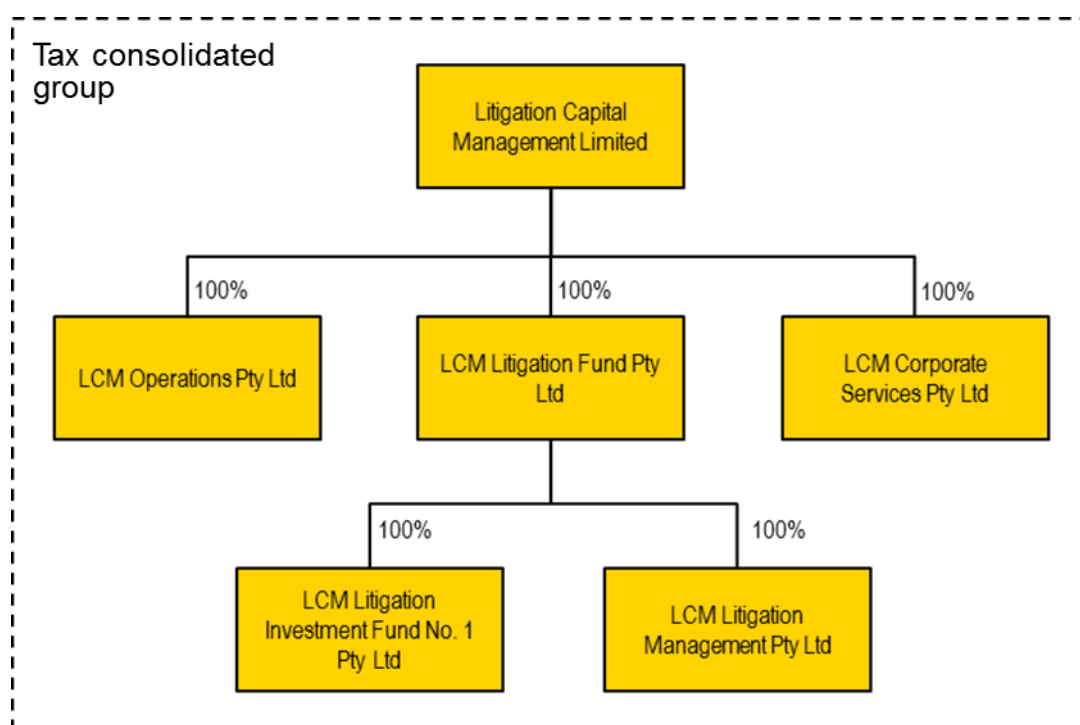 Tax consolidated
group
Litigation Capital
Management Limited
100%
100%
100%
LCM Operations Pty Ltd
LCM Litigation Fund Pty
Ltd
LCM Corporate
Services Pty Ltd
100%
100%
LCM Litigation
Investment Fund No. 1
Pty Ltd
LCM Litigation
Management Pty Ltd